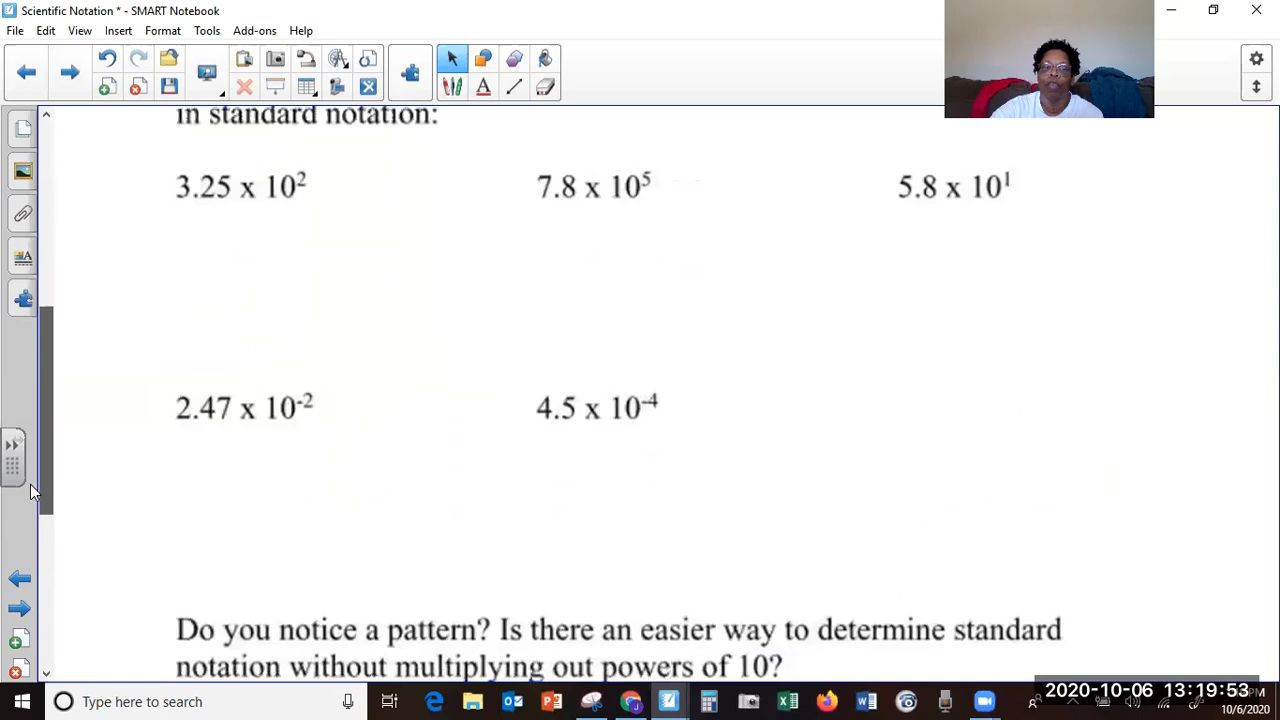 Scientific Notation * - SMART Notebook
File Edit View Insert Format Tools Add-ons Help
in standard notation:
3.25 x 10² 7.8 x 10⁵ 5.8 x 10¹
2.47 x 10⁻² 4.5 x 10⁻⁴
Do you notice a pattern? Is there an easier way to determine standard
notation without multiplying out powers of 10?
Type here to search
2020-10-06 13:19:53 PM
10/6/2020